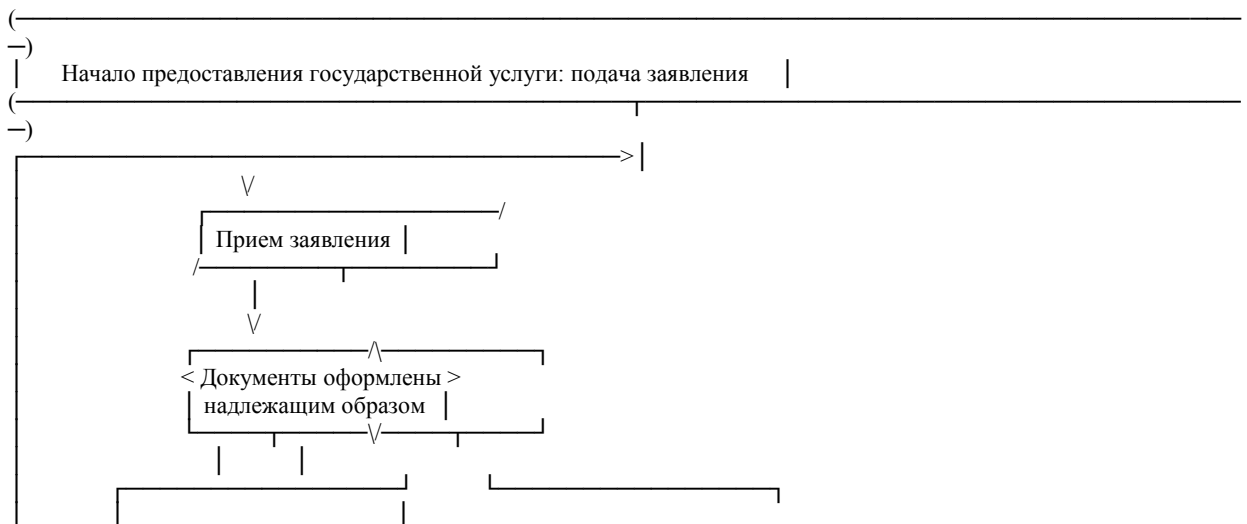 Начало предоставления государственной услуги: подача заявления
Прием заявления
< Документы оформлены >
надлежащим образом